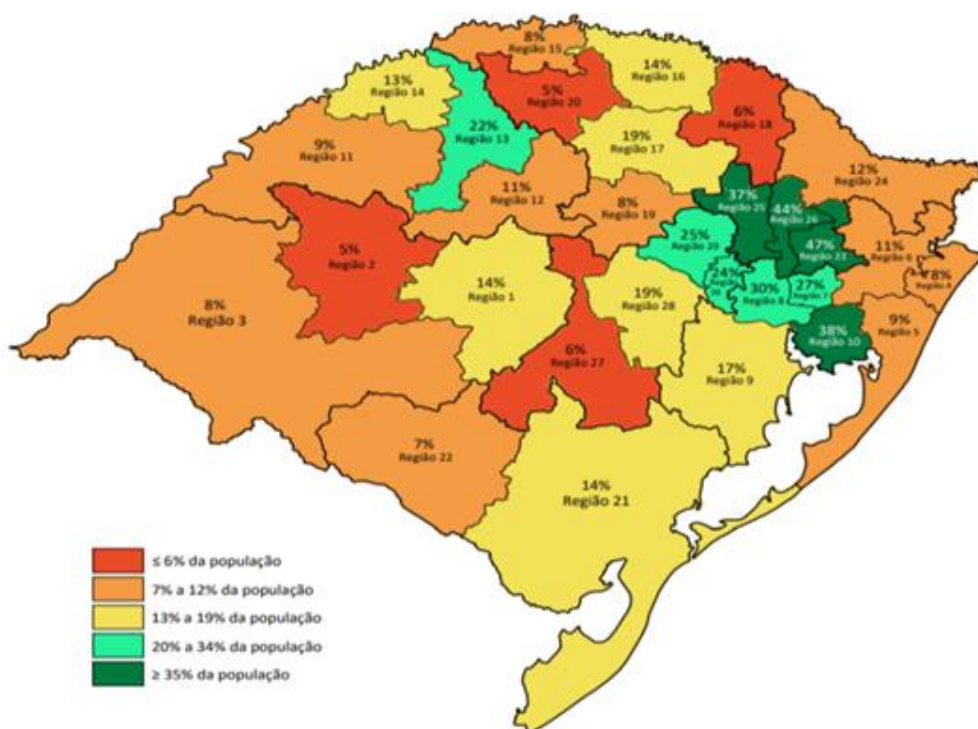 8%
Região 15
14%
Região 16
13%
Região 14
5%
Região 20
6%
Região 18
22%
Região 13
19%
Região 17
9%
Região 11
12%
Região 24
37%
Região 25
44%
Região 26
11%
Região 12
8%
Região 19
25%
Região 29
47%
Região 23
11%
Região 6
5%
Região 2
24%
Região
30
30%
Região 8
27%
Região 7
8%
Região 4
14%
Região 1
19%
Região 28
8%
Região 3
9%
Região 5
38%
Região 10
6%
Região 27
17%
Região 9
7%
Região 22
14%
Região 21
≤ 6% da população
7% a 12% da população
13% a 19% da população
20% a 34% da população
≥ 35% da população